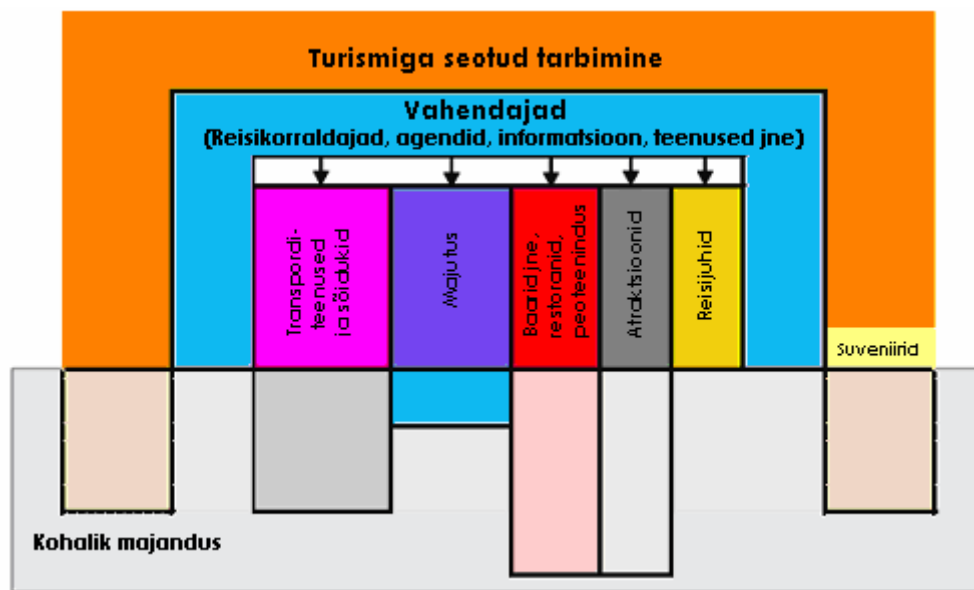 Turismiga seotud tarbimine
Vahendajad
(Reisikorraldajad, agendid, informatsioon, teenused jne)
Transpordi-
teenused
ja sõidukid
Majutus
Baarid jne,
restoranid,
peoteenindus
Atraktsioonid
Reisijuhid
Suveniirid
Kohalik majandus